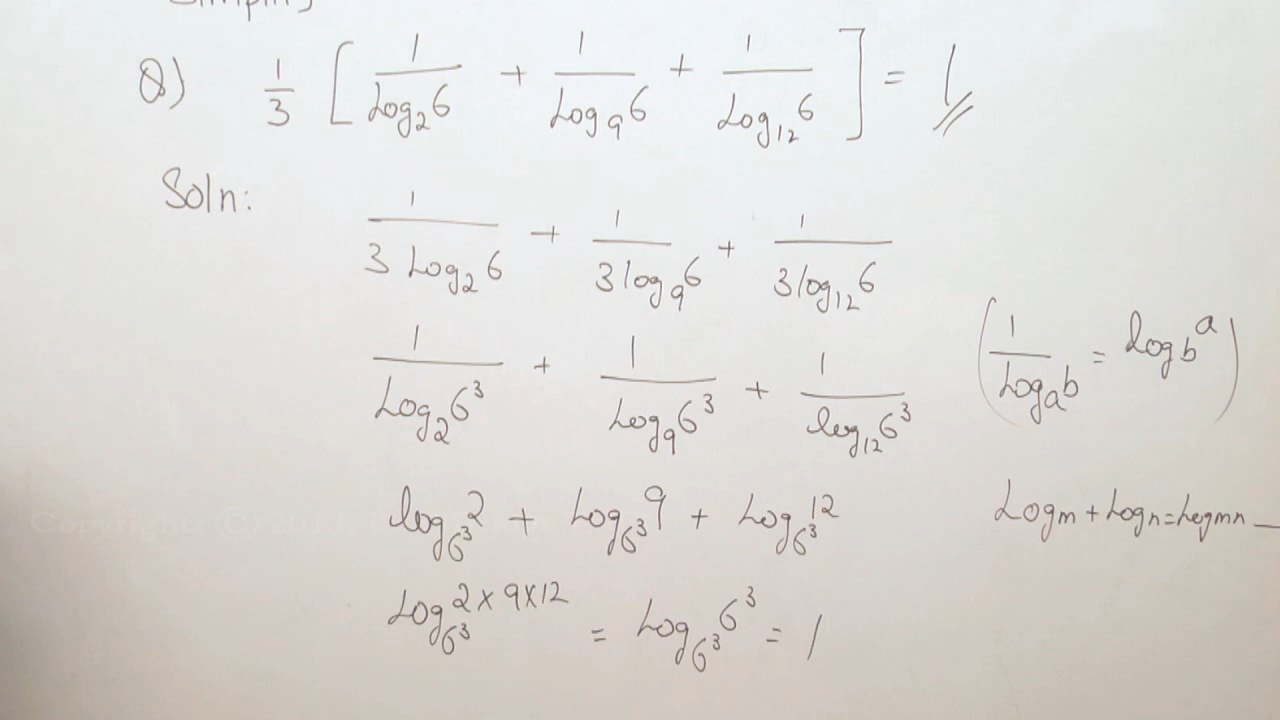 Simplify
Q) 1/3 [ 1/Log₂6 + 1/Log₉6 + 1/Log₁₂6 ] = 1
Soln:
1/(3 Log₂6) + 1/(3log₉6) + 1/(3log₁₂6)
1/Log₂6³ + 1/Log₉6³ + 1/log₁₂6³
( 1/Logₐb = log_b a )
log_6³ 2 + Log_6³ 9 + Log_6³ 12
Logm + Logn = Logmn
Log_6³ 2 x 9 x 12 = Log_6³ 6³ = 1